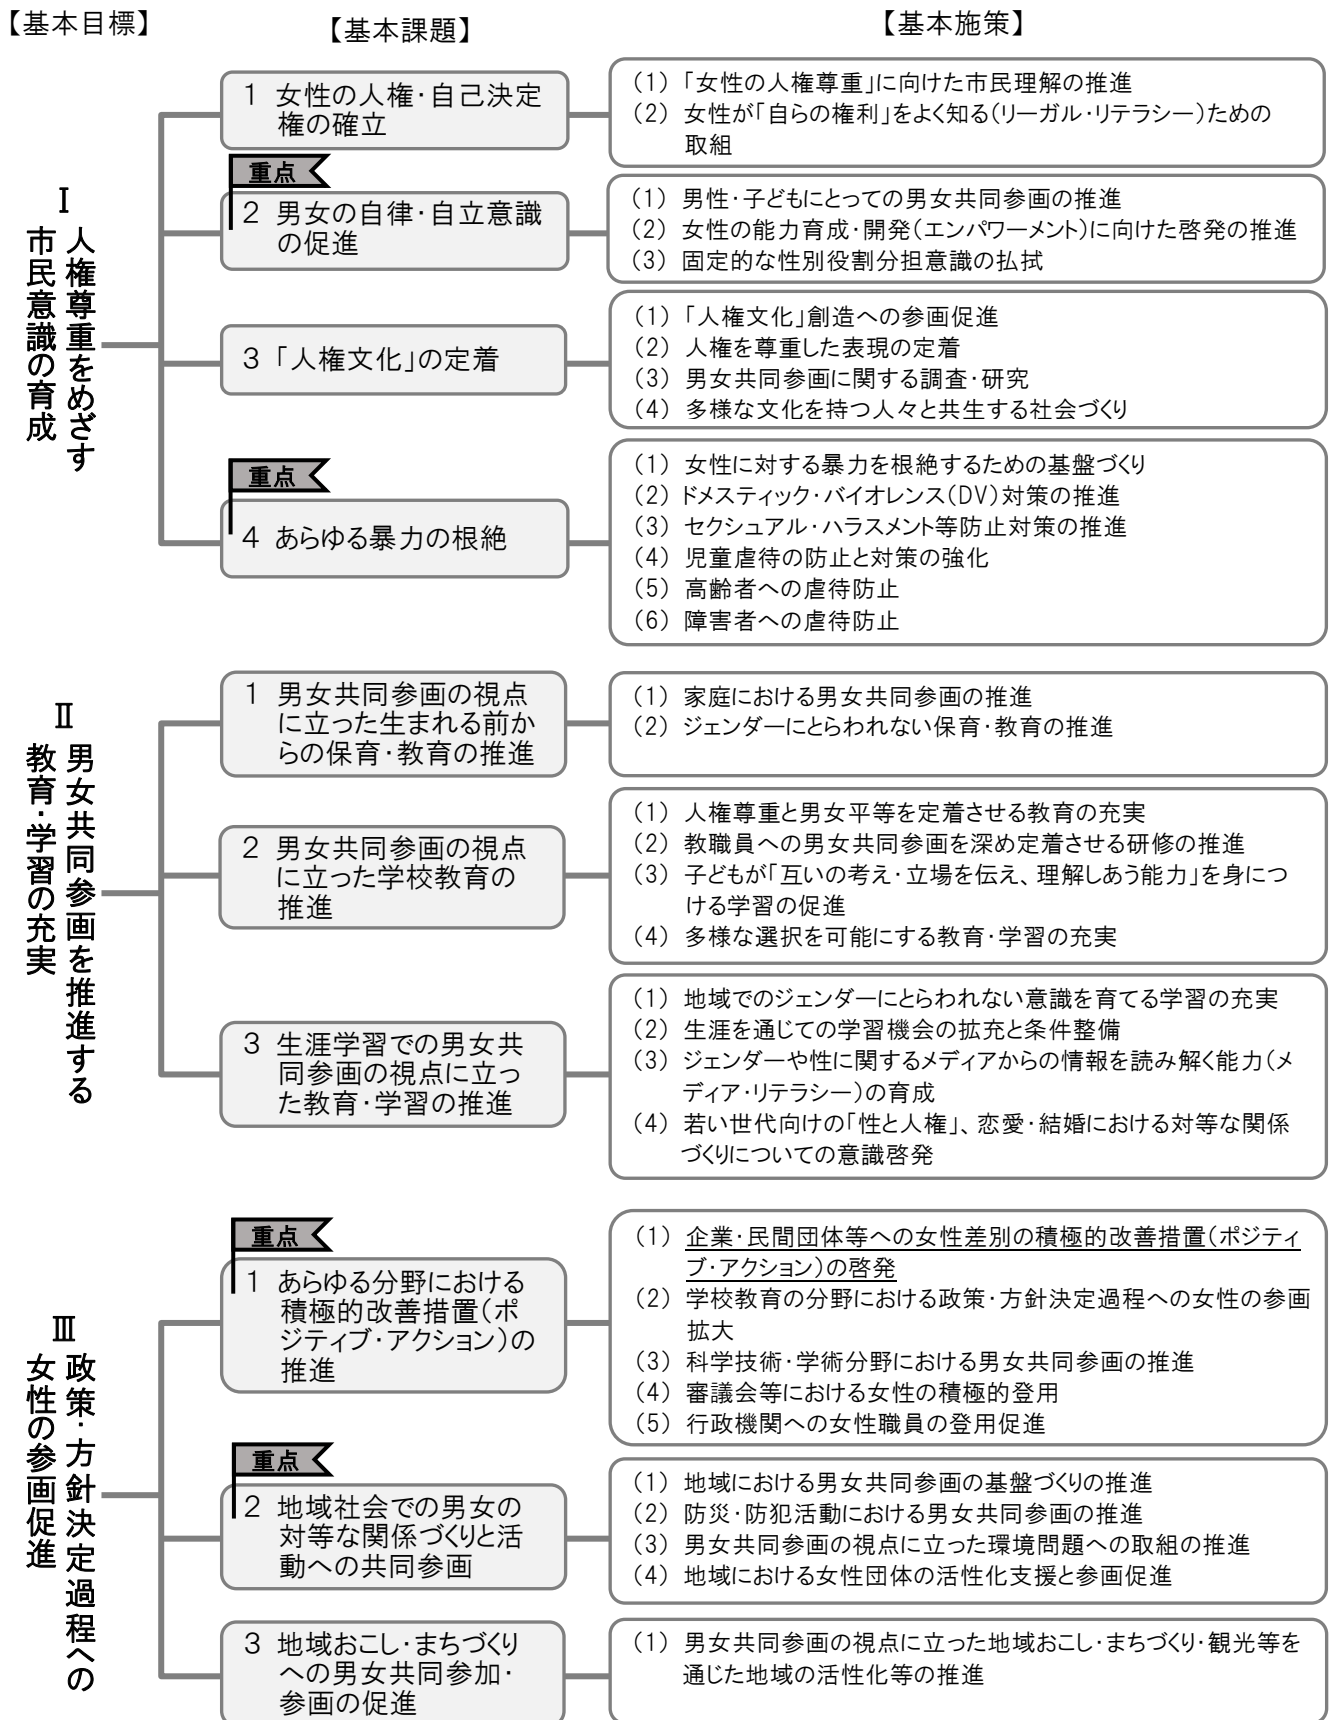 【基本目標】
【基本課題】
【基本施策】
Ⅰ
人権尊重をめざす
市民意識の育成
1 女性の人権・自己決定
権の確立
(1) 「女性の人権尊重」に向けた市民理解の推進
(2) 女性が「自らの権利」をよく知る(リーガル・リテラシー)ための
取組
重点
2 男女の自律・自立意識
の促進
(1) 男性・子どもにとっての男女共同参画の推進
(2) 女性の能力育成・開発(エンパワーメント)に向けた啓発の推進
(3) 固定的な性別役割分担意識の払拭
3 「人権文化」の定着
(1) 「人権文化」創造への参画促進
(2) 人権を尊重した表現の定着
(3) 男女共同参画に関する調査・研究
(4) 多様な文化を持つ人々と共生する社会づくり
重点
4 あらゆる暴力の根絶
(1) 女性に対する暴力を根絶するための基盤づくり
(2) ドメスティック・バイオレンス(DV)対策の推進
(3) セクシュアル・ハラスメント等防止対策の推進
(4) 児童虐待の防止と対策の強化
(5) 高齢者への虐待防止
(6) 障害者への虐待防止
Ⅱ
男女共同参画を推進する
教育・学習の充実
1 男女共同参画の視点
に立った生まれる前か
らの保育・教育の推進
(1) 家庭における男女共同参画の推進
(2) ジェンダーにとらわれない保育・教育の推進
2 男女共同参画の視点
に立った学校教育の
推進
(1) 人権尊重と男女平等を定着させる教育の充実
(2) 教職員への男女共同参画を深め定着させる研修の推進
(3) 子どもが「互いの考え・立場を伝え、理解しあう能力」を身につ
ける学習の促進
(4) 多様な選択を可能にする教育・学習の充実
3 生涯学習での男女共
同参画の視点に立っ
た教育・学習の推進
(1) 地域でのジェンダーにとらわれない意識を育てる学習の充実
(2) 生涯を通じての学習機会の拡充と条件整備
(3) ジェンダーや性に関するメディアからの情報を読み解く能力(メ
ディア・リテラシー)の育成
(4) 若い世代向けの「性と人権」、恋愛・結婚における対等な関係
づくりについての意識啓発
Ⅲ
政策・方針決定過程への
女性の参画促進
重点
1 あらゆる分野における
積極的改善措置(ポ
ジティブ・アクション)の
推進
(1) 企業・民間団体等への女性差別の積極的改善措置(ポジティ
ブ・アクション)の啓発
(2) 学校教育の分野における政策・方針決定過程への女性の参画
拡大
(3) 科学技術・学術分野における男女共同参画の推進
(4) 審議会等における女性の積極的登用
(5) 行政機関への女性職員の登用促進
重点
2 地域社会での男女の
対等な関係づくりと活
動への共同参画
(1) 地域における男女共同参画の基盤づくりの推進
(2) 防災・防犯活動における男女共同参画の推進
(3) 男女共同参画の視点に立った環境問題への取組の推進
(4) 地域における女性団体の活性化支援と参画促進
3 地域おこし・まちづくり
への男女共同参加・
参画の促進
(1) 男女共同参画の視点に立った地域おこし・まちづくり・観光等を
通じた地域の活性化等の推進